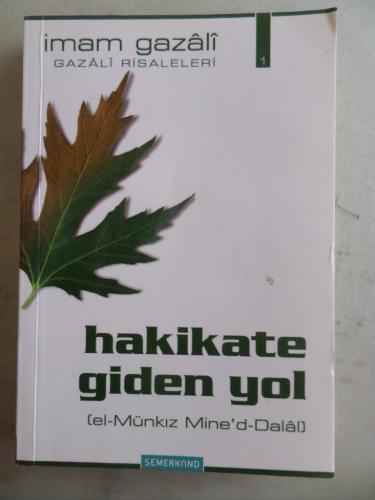 imam gazâlî
GAZÂLÎ RİSALELERİ
1
hakikate
giden yol
(el-Münkız Mine'd-Dalâl)
SEMERKAND